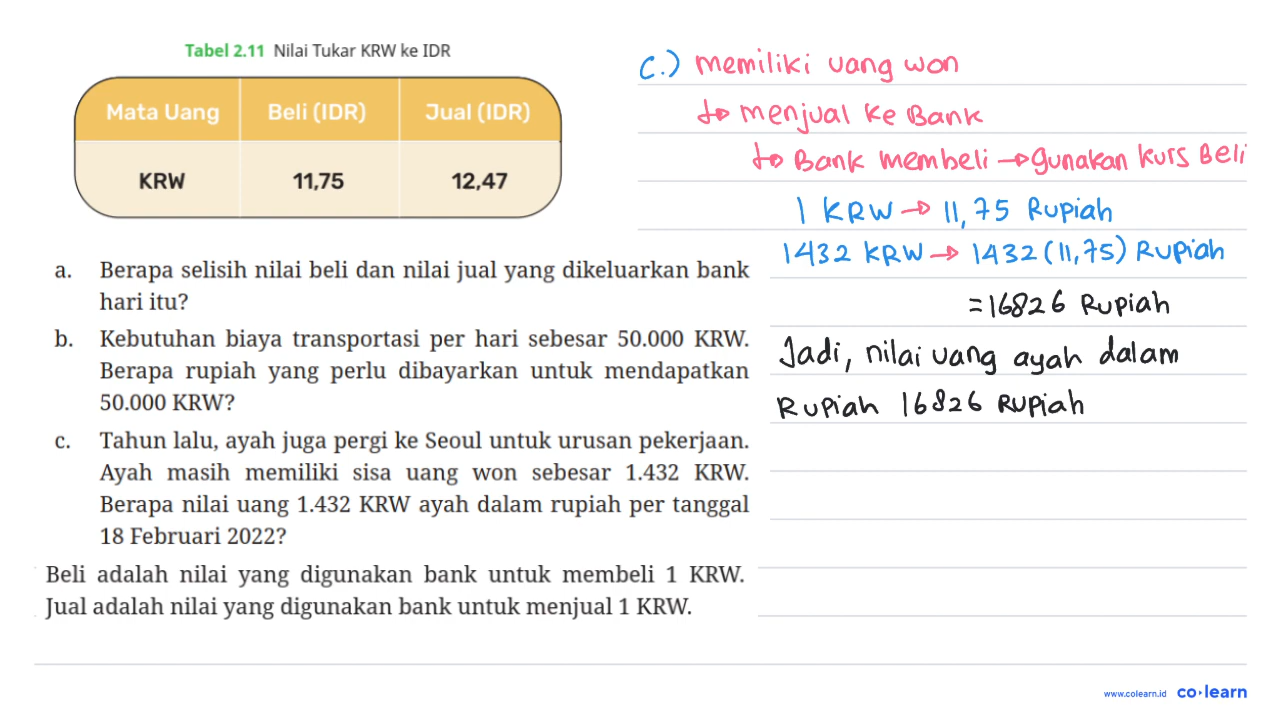 Tabel 2.11 Nilai Tukar KRW ke IDR
Mata Uang Beli (IDR) Jual (IDR)
KRW 11,75 12,47
a. Berapa selisih nilai beli dan nilai jual yang dikeluarkan bank
hari itu?
b. Kebutuhan biaya transportasi per hari sebesar 50.000 KRW.
Berapa rupiah yang perlu dibayarkan untuk mendapatkan
50.000 KRW?
c. Tahun lalu, ayah juga pergi ke Seoul untuk urusan pekerjaan.
Ayah masih memiliki sisa uang won sebesar 1.432 KRW.
Berapa nilai uang 1.432 KRW ayah dalam rupiah per tanggal
18 Februari 2022?
Beli adalah nilai yang digunakan bank untuk membeli 1 KRW.
Jual adalah nilai yang digunakan bank untuk menjual 1 KRW.
C.) memiliki uang won
↳ menjual ke Bank
↳ Bank membeli → gunakan kurs Beli
1 KRW → 11,75 Rupiah
1432 KRW → 1432 (11,75) Rupiah
= 16826 Rupiah
Jadi, nilai uang ayah dalam
Rupiah 16826 Rupiah
www.colearn.id co·learn